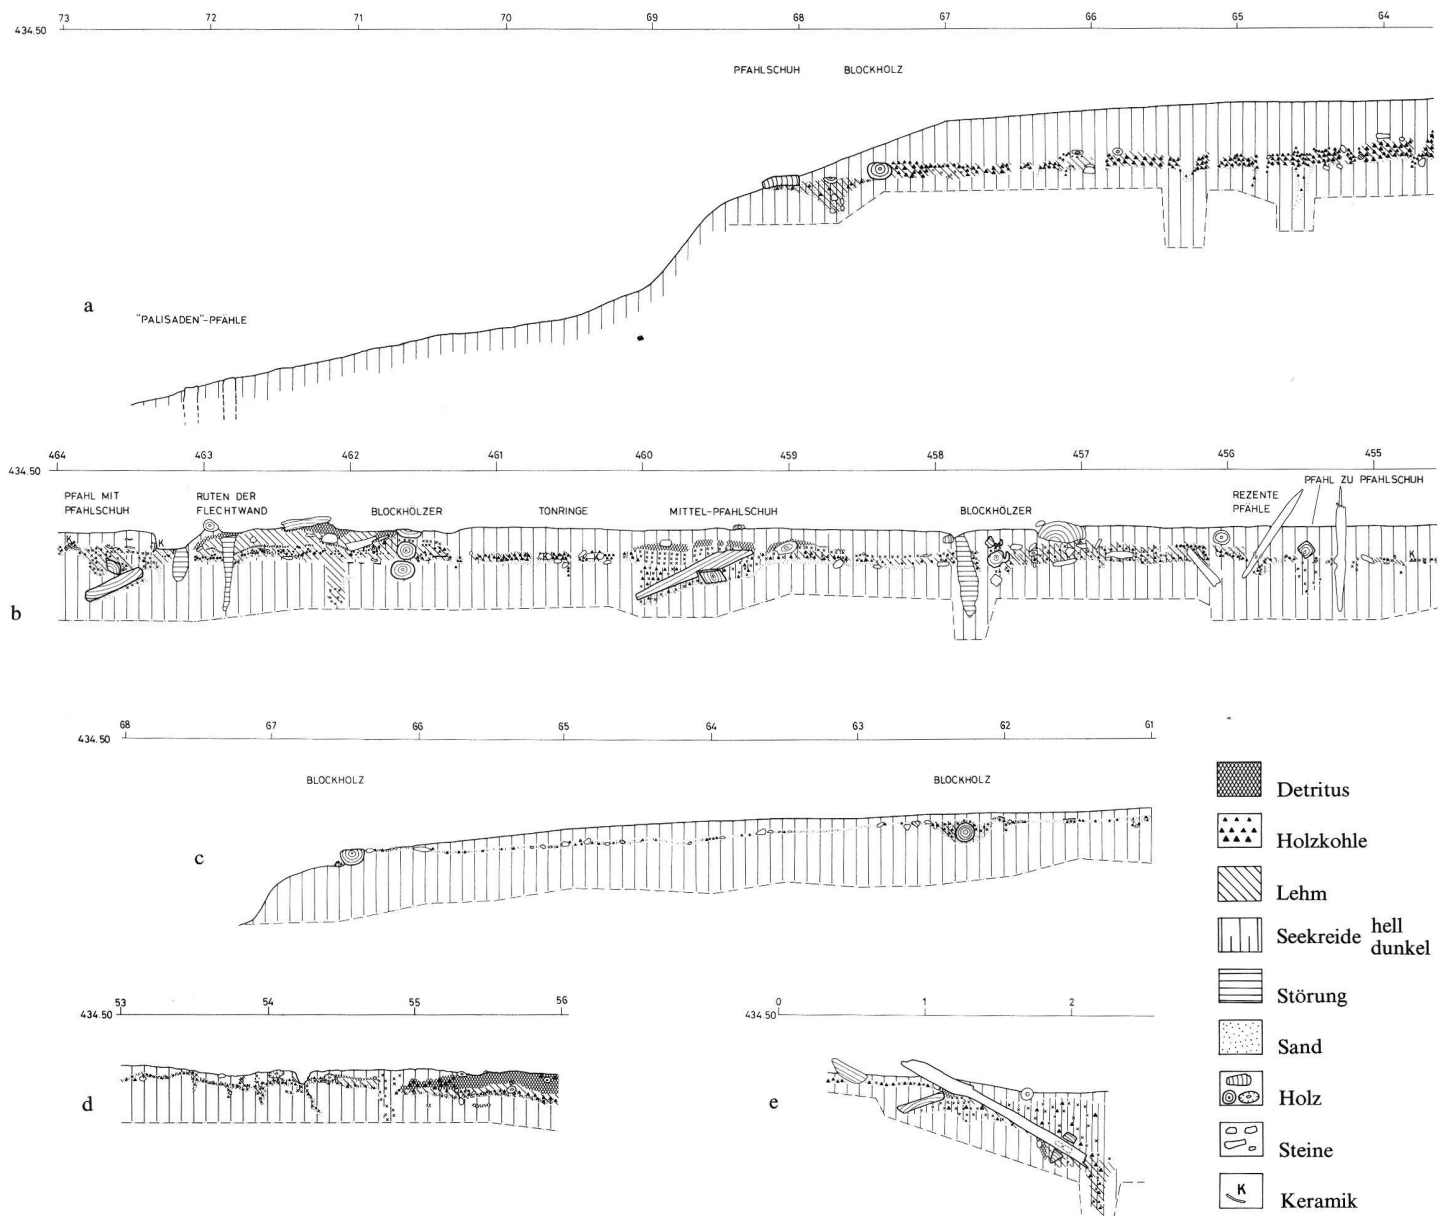 73 72 71 70 69 68 67 66 65 64
434.50
PFAHLSCHUH BLOCKHOLZ
a
"PALISADEN"-PFÄHLE
464 463 462 461 460 459 458 457 456 455
434.50
PFAHL MIT PFAHLSCHUH
RUTEN DER FLECHTWAND
BLOCKHÖLZER
TONRINGE
MITTEL-PFAHLSCHUH
BLOCKHÖLZER
REZENTE PFÄHLE
PFAHL ZU PFAHLSCHUH
K K K K
b
68 67 66 65 64 63 62 61
434.50
BLOCKHOLZ BLOCKHOLZ
c
53 54 55 56
434.50
d
0 1 2
434.50
e
Detritus
Holzkohle
Lehm
Seekreide hell
dunkel
Störung
Sand
Holz
Steine
K Keramik